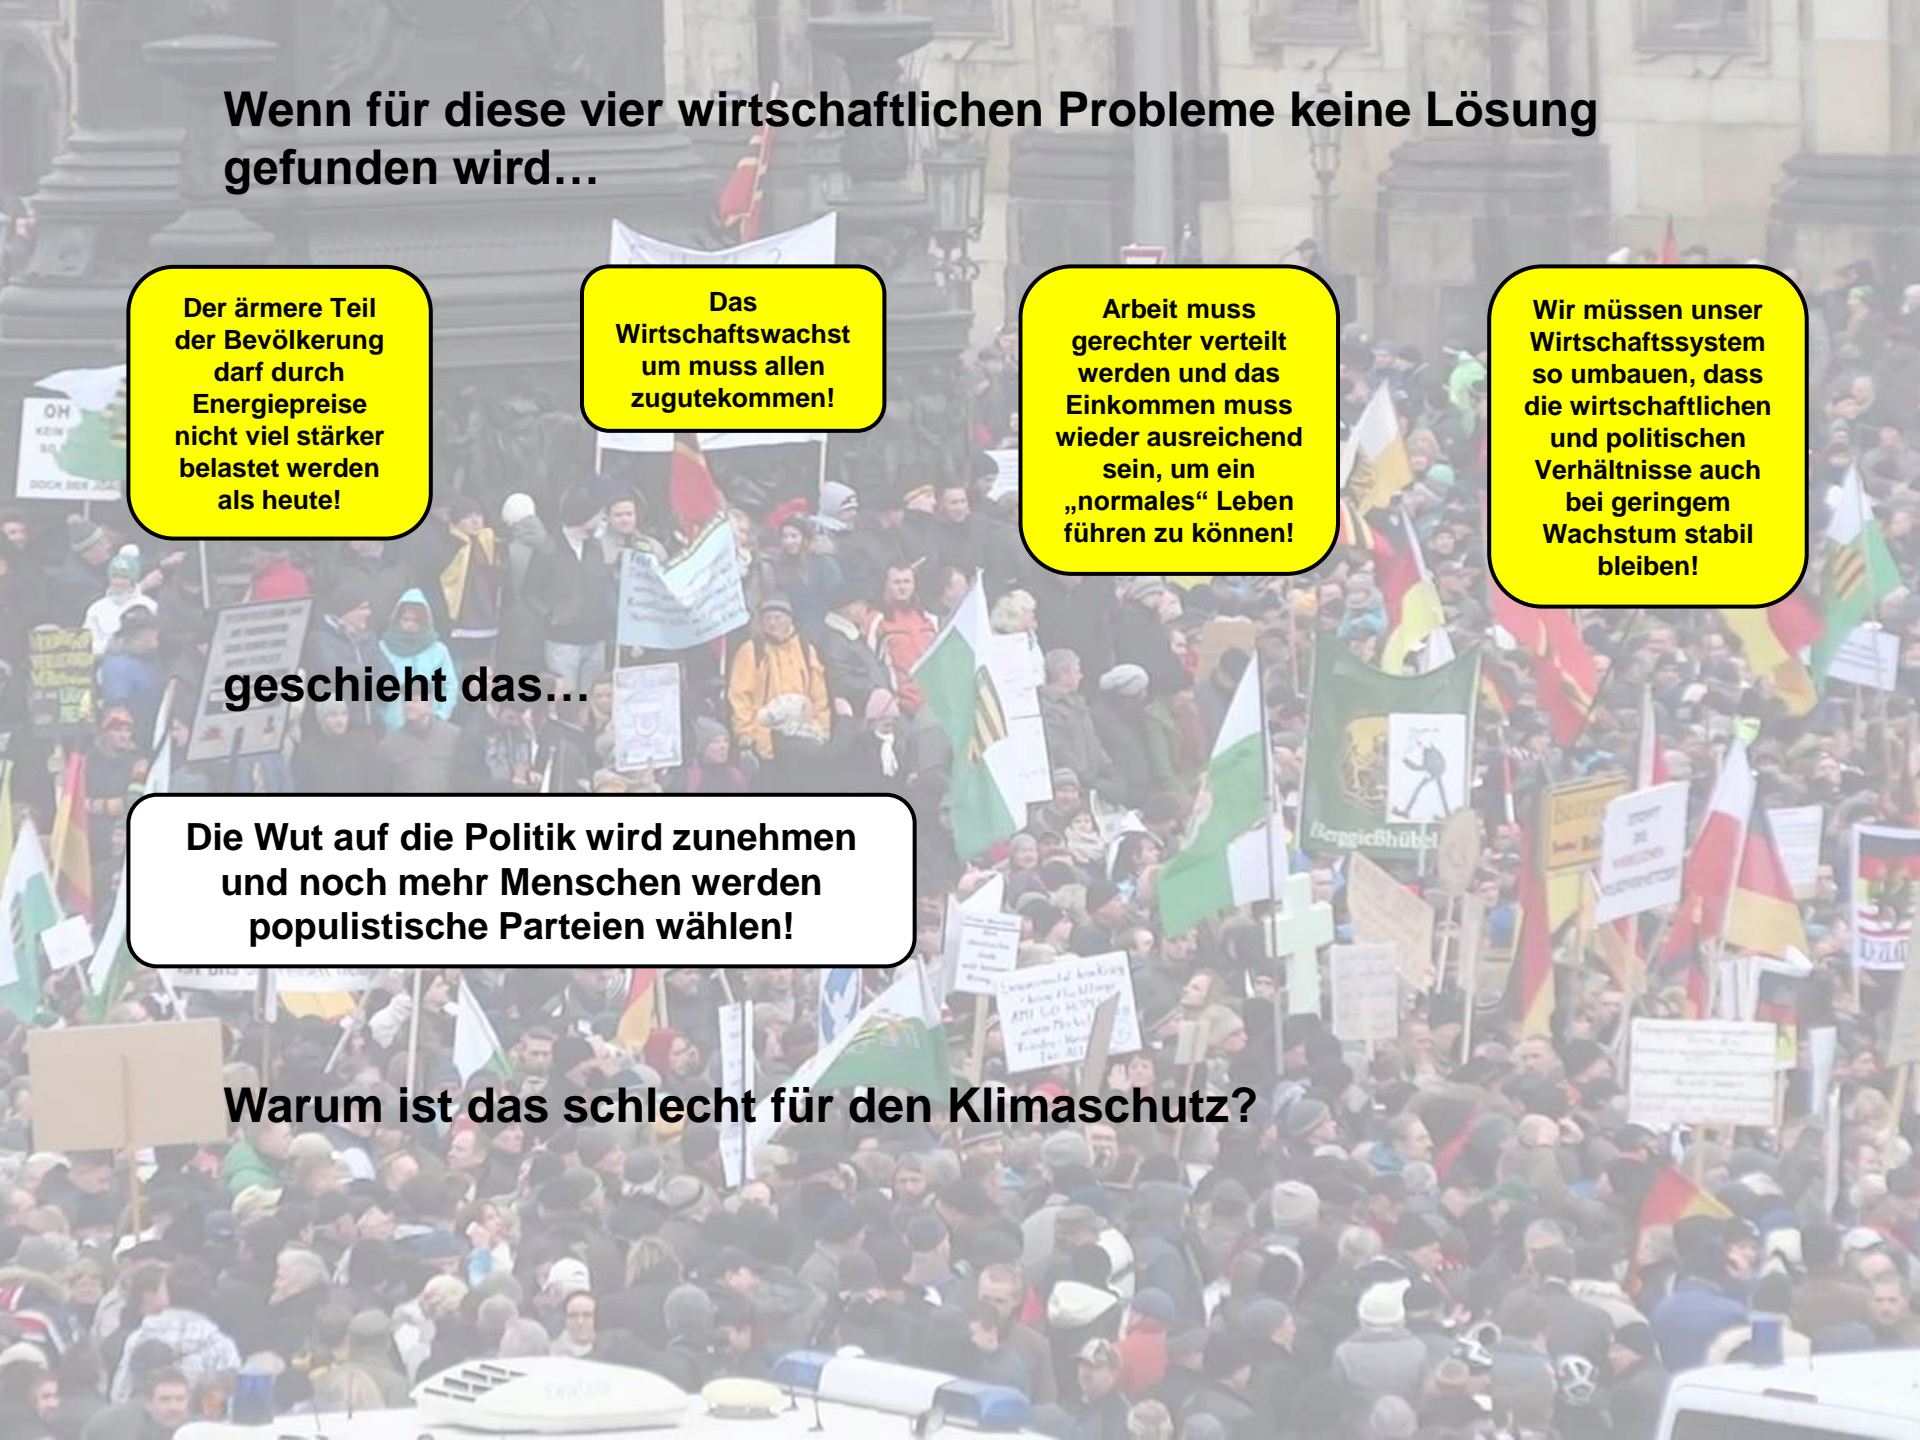 Wenn für diese vier wirtschaftlichen Probleme keine Lösung
gefunden wird…
Der ärmere Teil
der Bevölkerung
darf durch
Energiepreise
nicht viel stärker
belastet werden
als heute!
Das
Wirtschaftswachst
um muss allen
zugutekommen!
Arbeit muss
gerechter verteilt
werden und das
Einkommen muss
wieder ausreichend
sein, um ein
„normales“ Leben
führen zu können!
Wir müssen unser
Wirtschaftssystem
so umbauen, dass
die wirtschaftlichen
und politischen
Verhältnisse auch
bei geringem
Wachstum stabil
bleiben!
OH
geschieht das…
Berggießhübel
Die Wut auf die Politik wird zunehmen
und noch mehr Menschen werden
populistische Parteien wählen!
Warum ist das schlecht für den Klimaschutz?